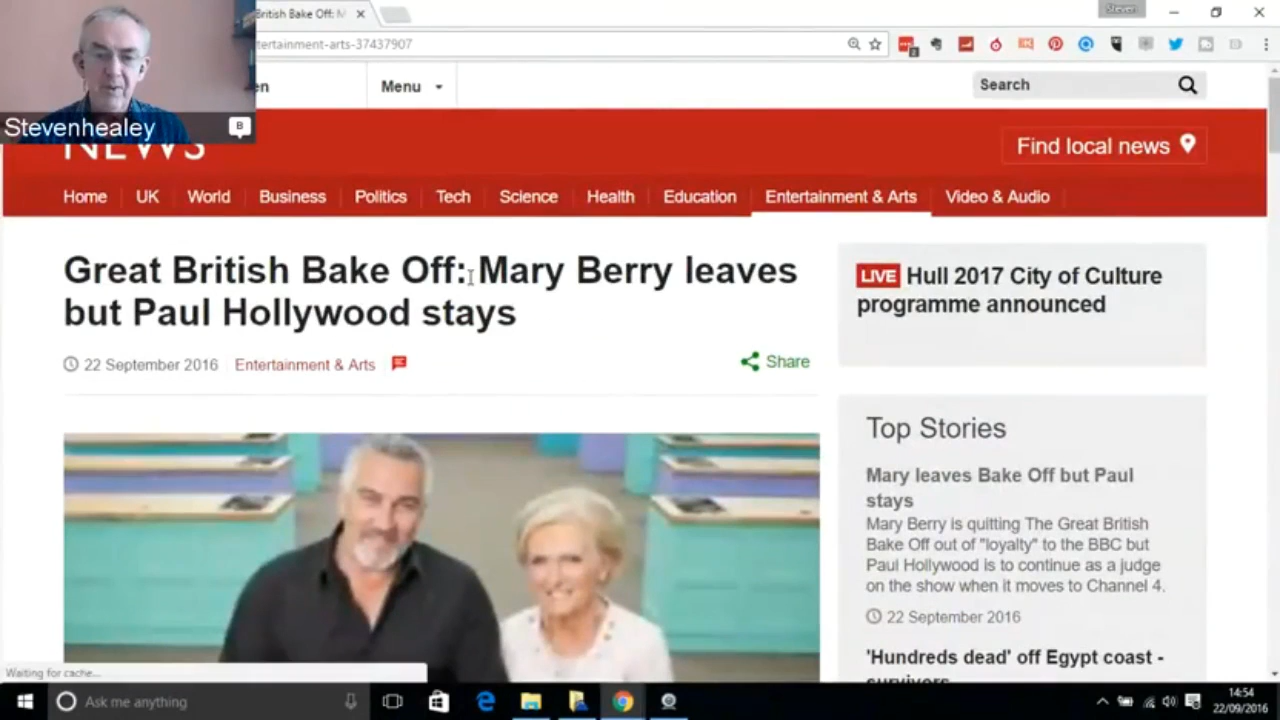 British Bake Off: M
Steven
tertainment-arts-37437907
en
Menu
Search
Stevenhealey
B
NEWS
Find local news
Home
UK
World
Business
Politics
Tech
Science
Health
Education
Entertainment & Arts
Video & Audio
Great British Bake Off: Mary Berry leaves
but Paul Hollywood stays
22 September 2016
Entertainment & Arts
Share
LIVE Hull 2017 City of Culture
programme announced
Top Stories
Mary leaves Bake Off but Paul
stays
Mary Berry is quitting The Great British
Bake Off out of "loyalty" to the BBC but
Paul Hollywood is to continue as a judge
on the show when it moves to Channel 4.
22 September 2016
'Hundreds dead' off Egypt coast -
survivors
Waiting for cache...
Ask me anything
14:54
22/09/2016